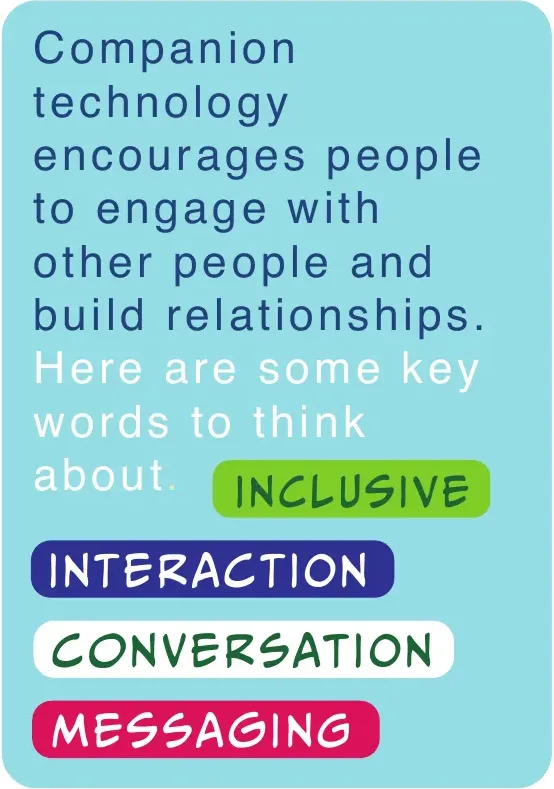 Companion
technology
encourages people
to engage with
other people and
build relationships.
Here are some key
words to think
about. INCLUSIVE
INTERACTION
CONVERSATION
MESSAGING